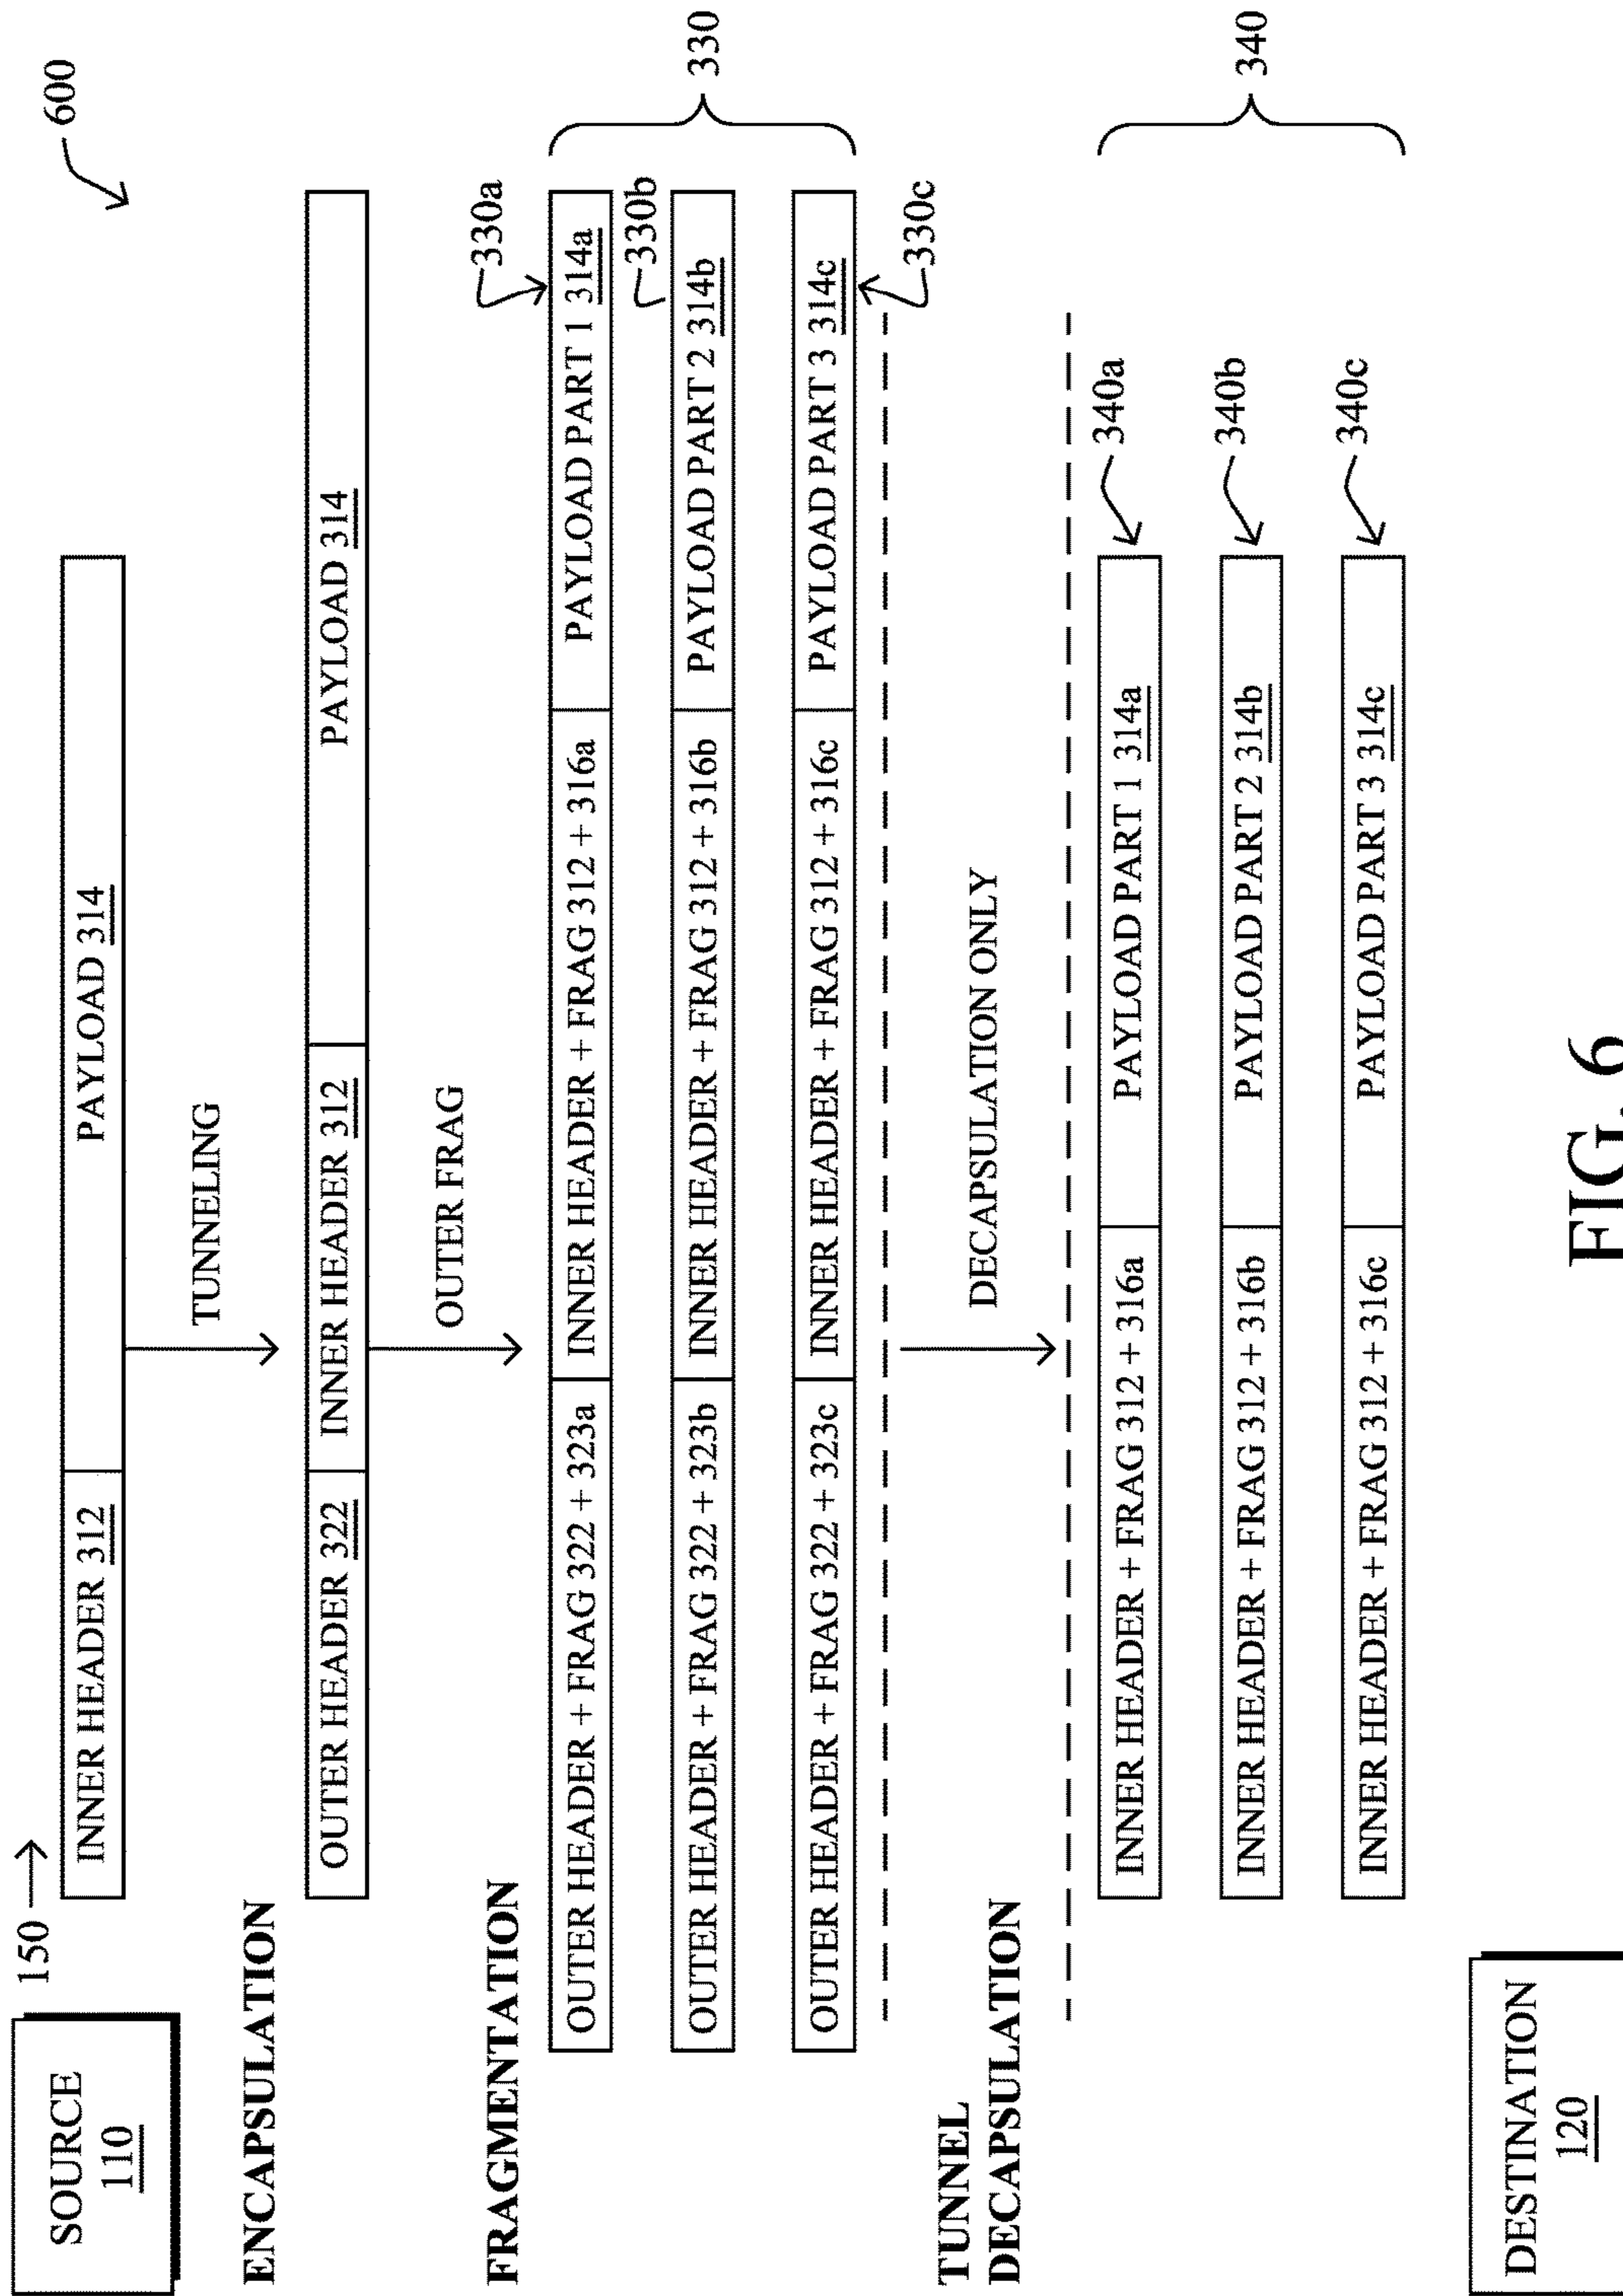 600
150
SOURCE
110
INNER HEADER 312
PAYLOAD 314
TUNNELING
ENCAPSULATION
OUTER HEADER 322
INNER HEADER 312
PAYLOAD 314
OUTER FRAG
FRAGMENTATION
330a
OUTER HEADER + FRAG 322 + 323a
INNER HEADER + FRAG 312 + 316a
PAYLOAD PART 1 314a
330b
OUTER HEADER + FRAG 322 + 323b
INNER HEADER + FRAG 312 + 316b
PAYLOAD PART 2 314b
330
OUTER HEADER + FRAG 322 + 323c
INNER HEADER + FRAG 312 + 316c
PAYLOAD PART 3 314c
330c
TUNNEL
DECAPSULATION
DECAPSULATION ONLY
340a
INNER HEADER + FRAG 312 + 316a
PAYLOAD PART 1 314a
340b
INNER HEADER + FRAG 312 + 316b
PAYLOAD PART 2 314b
340
340c
INNER HEADER + FRAG 312 + 316c
PAYLOAD PART 3 314c
DESTINATION
120
FIG. 6